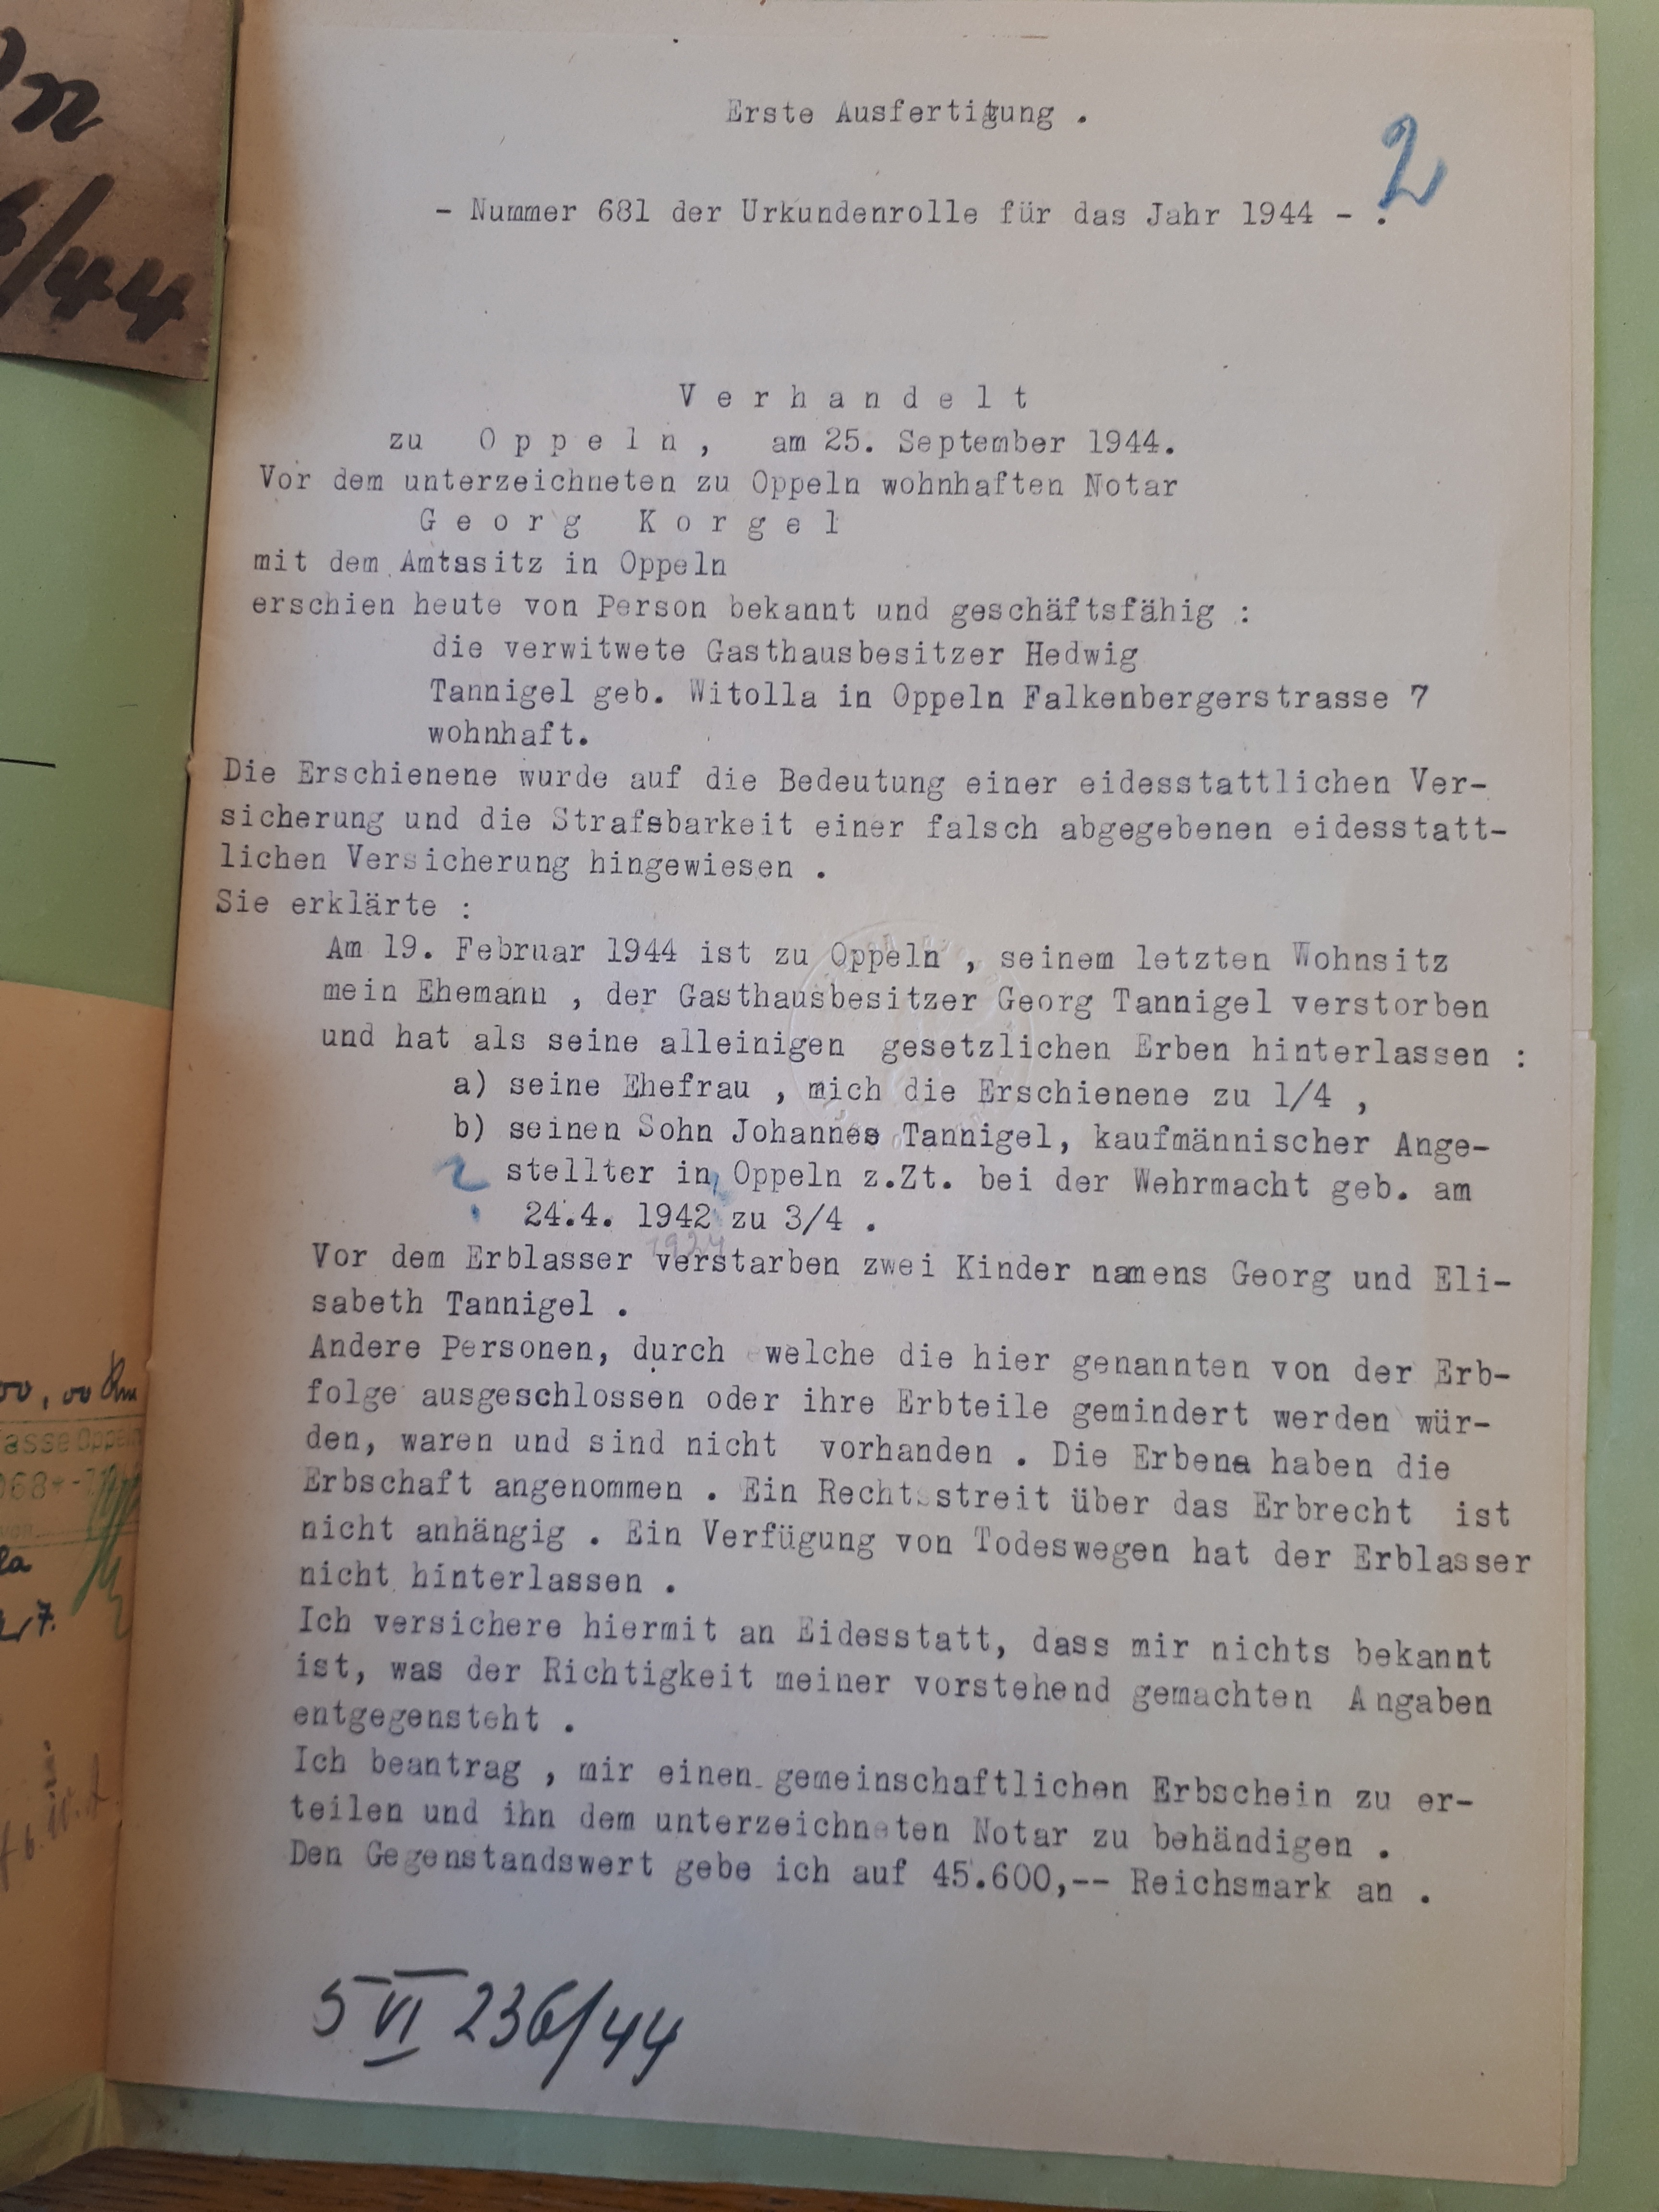 Erste Ausfertigung .
2
- Nummer 681 der Urkundenrolle für das Jahr 1944 - .
V e r h a n d e l t
zu O p p e l n , am 25. September 1944.
Vor dem unterzeichneten zu Oppeln wohnhaften Notar
G e o r g K o r g e l
mit dem Amtssitz in Oppeln
erschien heute von Person bekannt und geschäftsfähig :
die verwitwete Gasthausbesitzer Hedwig
Tannigel geb. Witolla in Oppeln Falkenbergerstrasse 7
wohnhaft.
Die Erschienene wurde auf die Bedeutung einer eidesstattlichen Ver-
sicherung und die Strafsbarkeit einer falsch abgegebenen eidesstatt-
lichen Versicherung hingewiesen .
Sie erklärte :
Am 19. Februar 1944 ist zu Oppeln , seinem letzten Wohnsitz
mein Ehemann , der Gasthausbesitzer Georg Tannigel verstorben
und hat als seine alleinigen gesetzlichen Erben hinterlassen :
a) seine Ehefrau , mich die Erschienene zu 1/4 ,
b) seinen Sohn Johannes Tannigel, kaufmännischer Ange-
stellter in, Oppeln z.Zt. bei der Wehrmacht geb. am
24.4. 1942 zu 3/4 .
1924
Vor dem Erblasser verstarben zwei Kinder namens Georg und Eli-
sabeth Tannigel .
Andere Personen, durch welche die hier genannten von der Erb-
folge ausgeschlossen oder ihre Erbteile gemindert werden wür-
den, waren und sind nicht vorhanden . Die Erben haben die
Erbschaft angenommen . Ein Rechtsstreit über das Erbrecht ist
nicht anhängig . Ein Verfügung von Todeswegen hat der Erblasser
nicht hinterlassen .
Ich versichere hiermit an Eidesstatt, dass mir nichts bekannt
ist, was der Richtigkeit meiner vorstehend gemachten Angaben
entgegensteht .
Ich beantrag , mir einen gemeinschaftlichen Erbschein zu er-
teilen und ihn dem unterzeichneten Notar zu behändigen .
Den Gegenstandswert gebe ich auf 45.600,-- Reichsmark an .
5 VI 236/44
/44
asse Oppeln